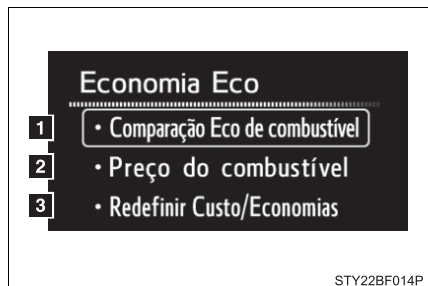 Economia Eco
1 • Comparação Eco de combustível
2 • Preço do combustível
3 • Redefinir Custo/Economias
STY22BF014P